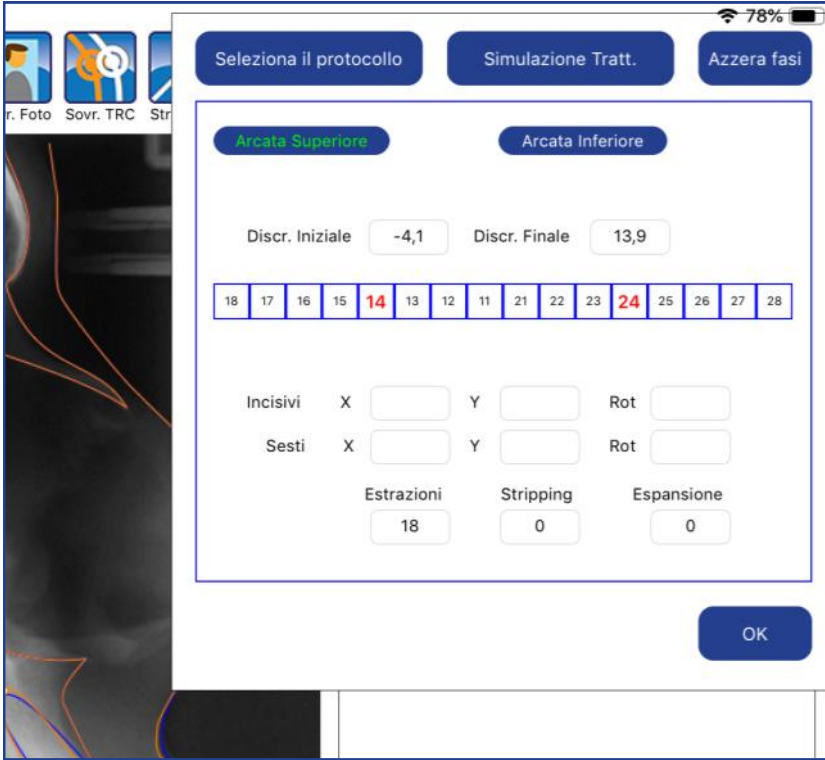 78%
Seleziona il protocollo Simulazione Tratt. Azzera fasi
r. Foto Sovr. TRC Str
Arcata Superiore Arcata Inferiore
Discr. Iniziale -4,1 Discr. Finale 13,9
18 17 16 15 14 13 12 11 21 22 23 24 25 26 27 28
Incisivi X Y Rot
Sesti X Y Rot
Estrazioni Stripping Espansione
18 0 0
OK